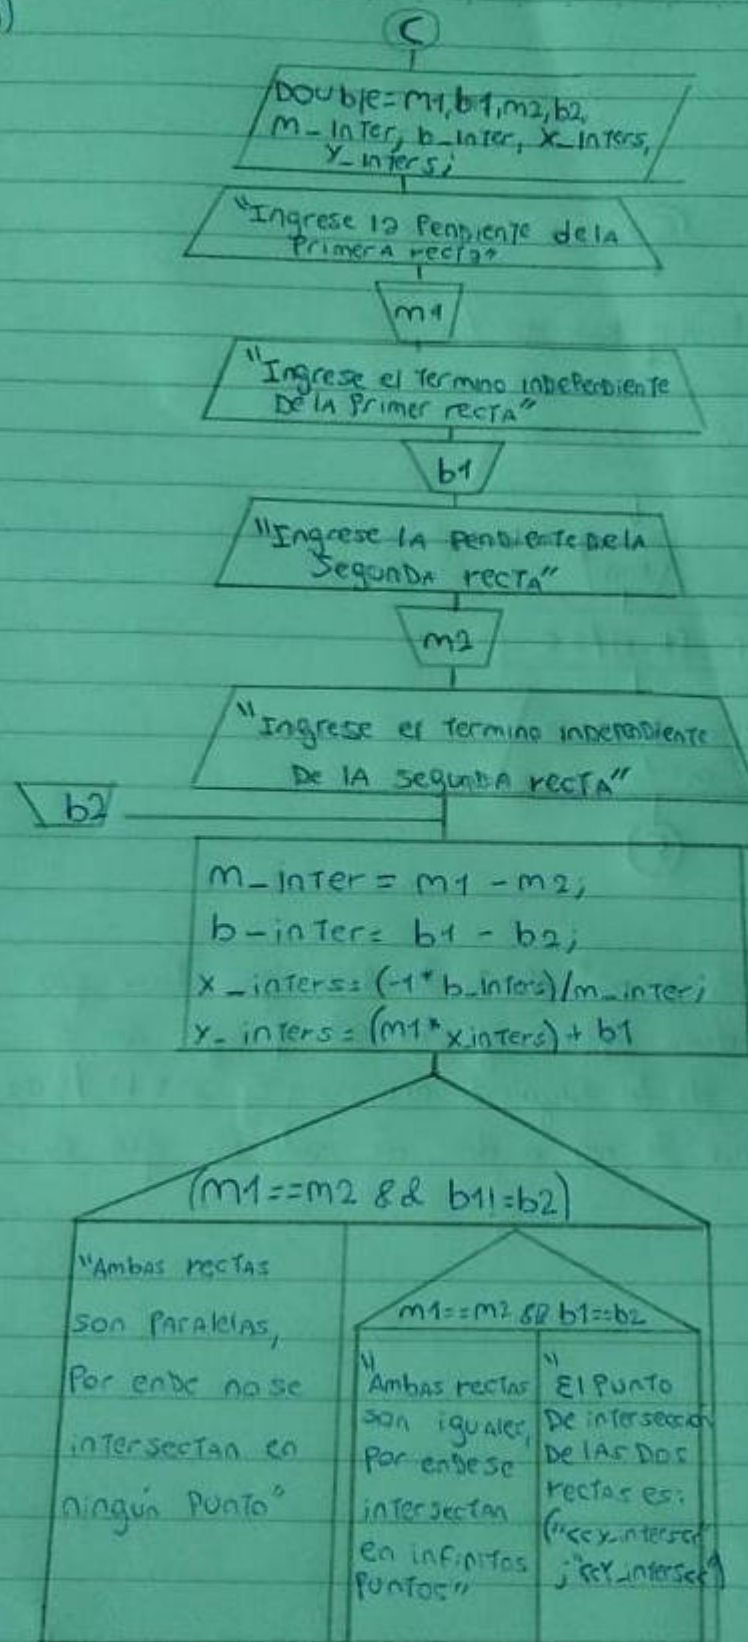 C
Double=m1,b1,m2,b2,
m_inter, b_inter, x_inters,
y_inters;
"Ingrese la Pendiente de la
Primera recta"
m1
"Ingrese el Termino independiente
De la Primer recta"
b1
"Ingrese la pendiente De la
Segunda recta"
m2
"Ingrese el Termino independiente
De la segunda recta"
b2
m_inter = m1 - m2;
b-inter= b1 - b2;
x_inters=(-1*b_inters)/m_inter;
y-inters=(m1*xinters)+b1
(m1==m2 && b1!=b2)
"Ambas rectas
son Paralelas,
Por ende no se
intersectan en
ningún Punto"
m1==m2 && b1==b2
"Ambas rectas
son iguales,
Por ende se
intersectan
en infinitos
Puntos"
"El Punto
De intersección
De las Dos
rectas es: